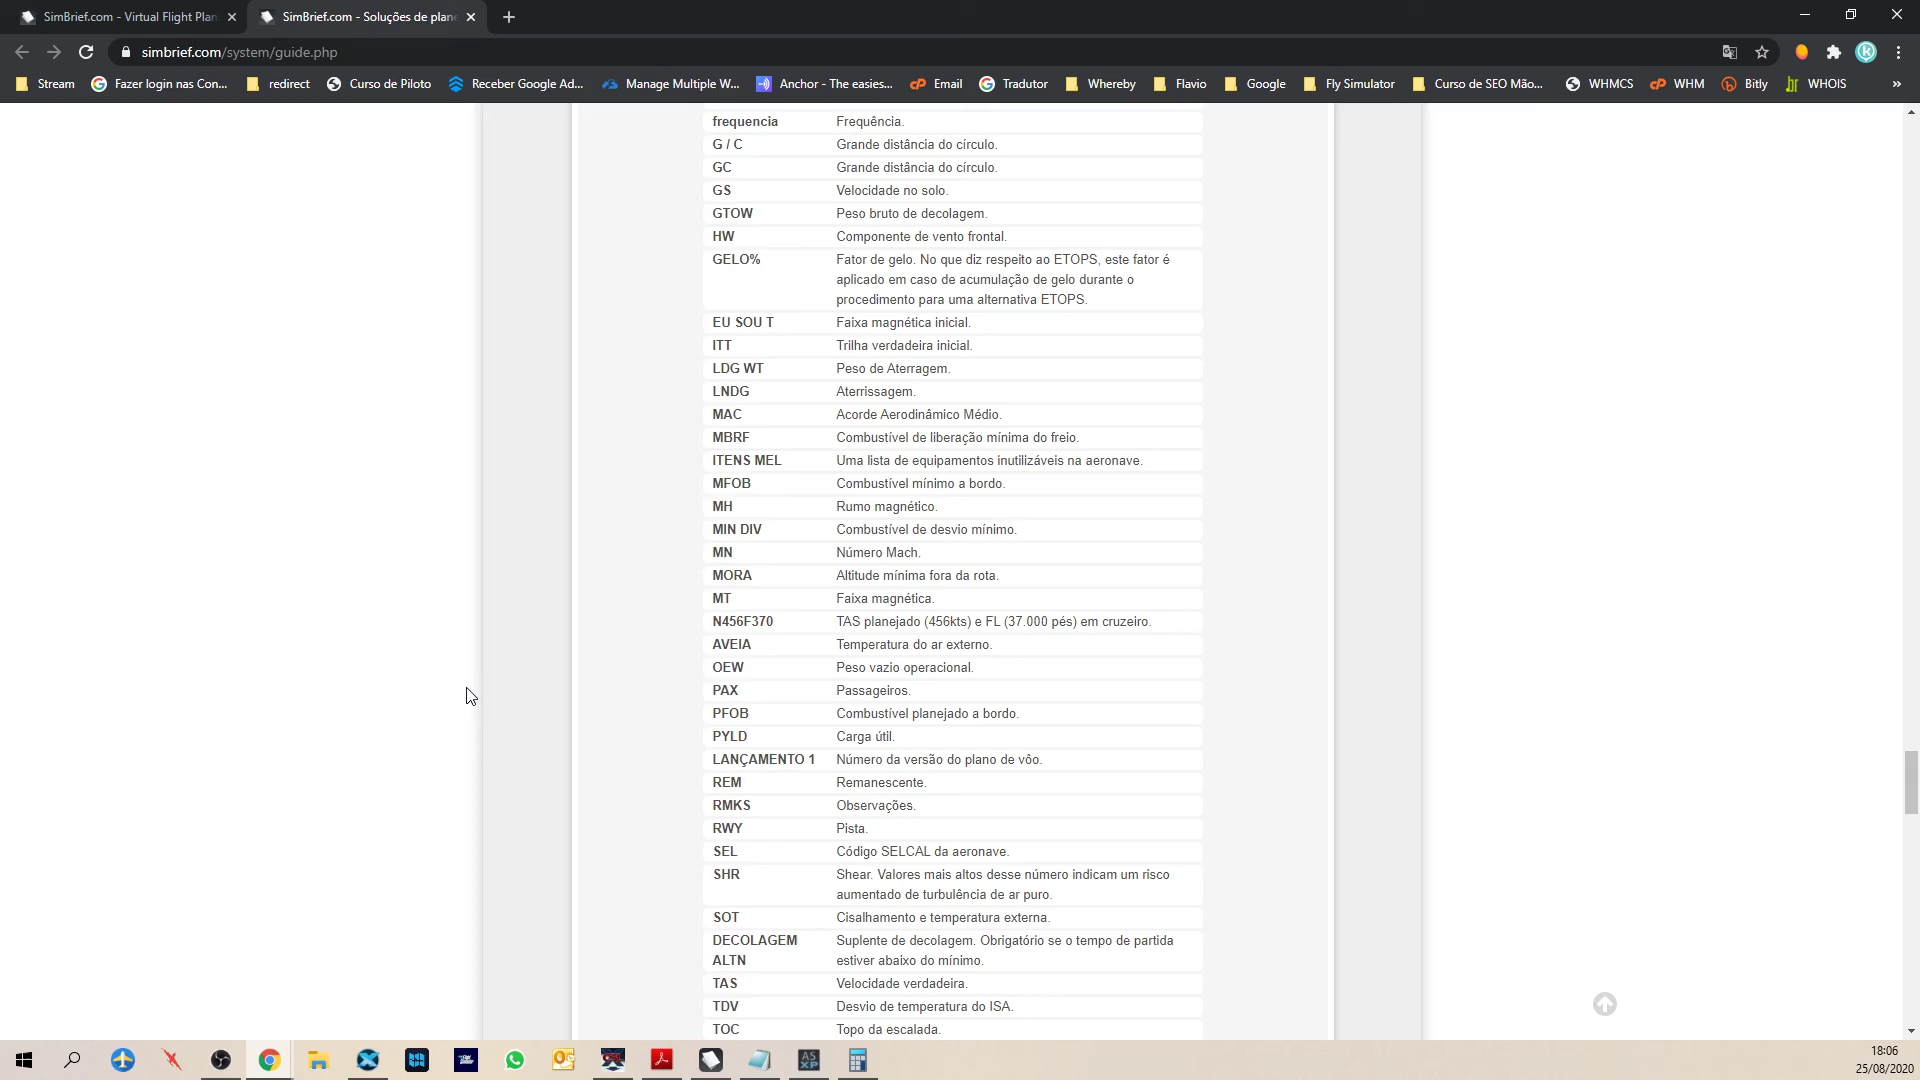 SimBrief.com - Virtual Flight Plan
SimBrief.com - Soluções de plane
simbrief.com/system/guide.php
Stream
Fazer login nas Con...
redirect
Curso de Piloto
Receber Google Ad...
Manage Multiple W...
Anchor - The easies...
Email
Tradutor
Whereby
Flavio
Google
Fly Simulator
Curso de SEO Mão...
WHMCS
WHM
Bitly
WHOIS
»
frequencia Frequência.
G / C Grande distância do círculo.
GC Grande distância do círculo.
GS Velocidade no solo.
GTOW Peso bruto de decolagem.
HW Componente de vento frontal.
GELO% Fator de gelo. No que diz respeito ao ETOPS, este fator é
aplicado em caso de acumulação de gelo durante o
procedimento para uma alternativa ETOPS.
EU SOU T Faixa magnética inicial.
ITT Trilha verdadeira inicial.
LDG WT Peso de Aterragem.
LNDG Aterrissagem.
MAC Acorde Aerodinâmico Médio.
MBRF Combustível de liberação mínima do freio.
ITENS MEL Uma lista de equipamentos inutilizáveis na aeronave.
MFOB Combustível mínimo a bordo.
MH Rumo magnético.
MIN DIV Combustível de desvio mínimo.
MN Número Mach.
MORA Altitude mínima fora da rota.
MT Faixa magnética.
N456F370 TAS planejado (456kts) e FL (37.000 pés) em cruzeiro.
AVEIA Temperatura do ar externo.
OEW Peso vazio operacional.
PAX Passageiros.
PFOB Combustível planejado a bordo.
PYLD Carga útil.
LANÇAMENTO 1 Número da versão do plano de vôo.
REM Remanescente.
RMKS Observações.
RWY Pista.
SEL Código SELCAL da aeronave.
SHR Shear. Valores mais altos desse número indicam um risco
aumentado de turbulência de ar puro.
SOT Cisalhamento e temperatura externa.
DECOLAGEM Suplente de decolagem. Obrigatório se o tempo de partida
ALTN estiver abaixo do mínimo.
TAS Velocidade verdadeira.
TDV Desvio de temperatura do ISA.
TOC Topo da escalada.
AS
XP
18:06
25/08/2020